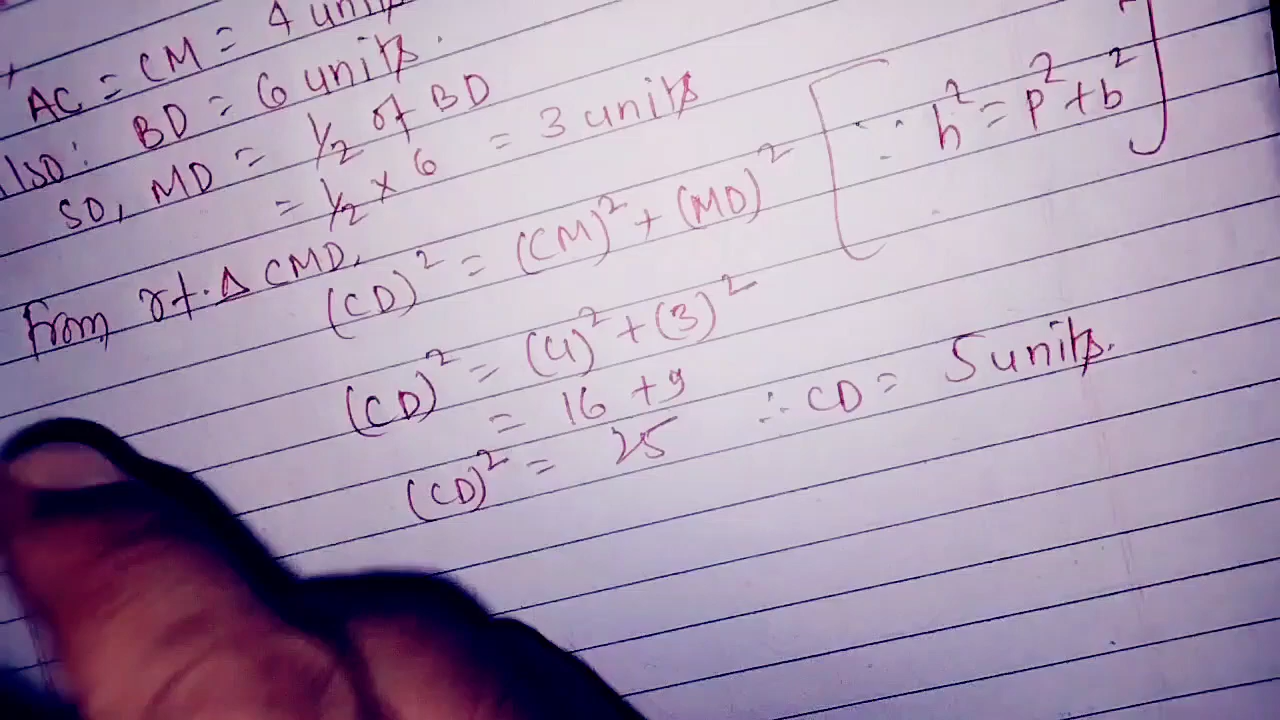 AC = CM = 4 units
Also: BD = 6 units.
SO, MD = 1/2 of BD
= 1/2 × 6 = 3 units
From rt. Δ CMD,
(CD)² = (CM)² + (MD)² [∵ h² = p² + b²]
(CD)² = (4)² + (3)²
= 16 + 9
(CD)² = 25 ∴ CD = 5 units.